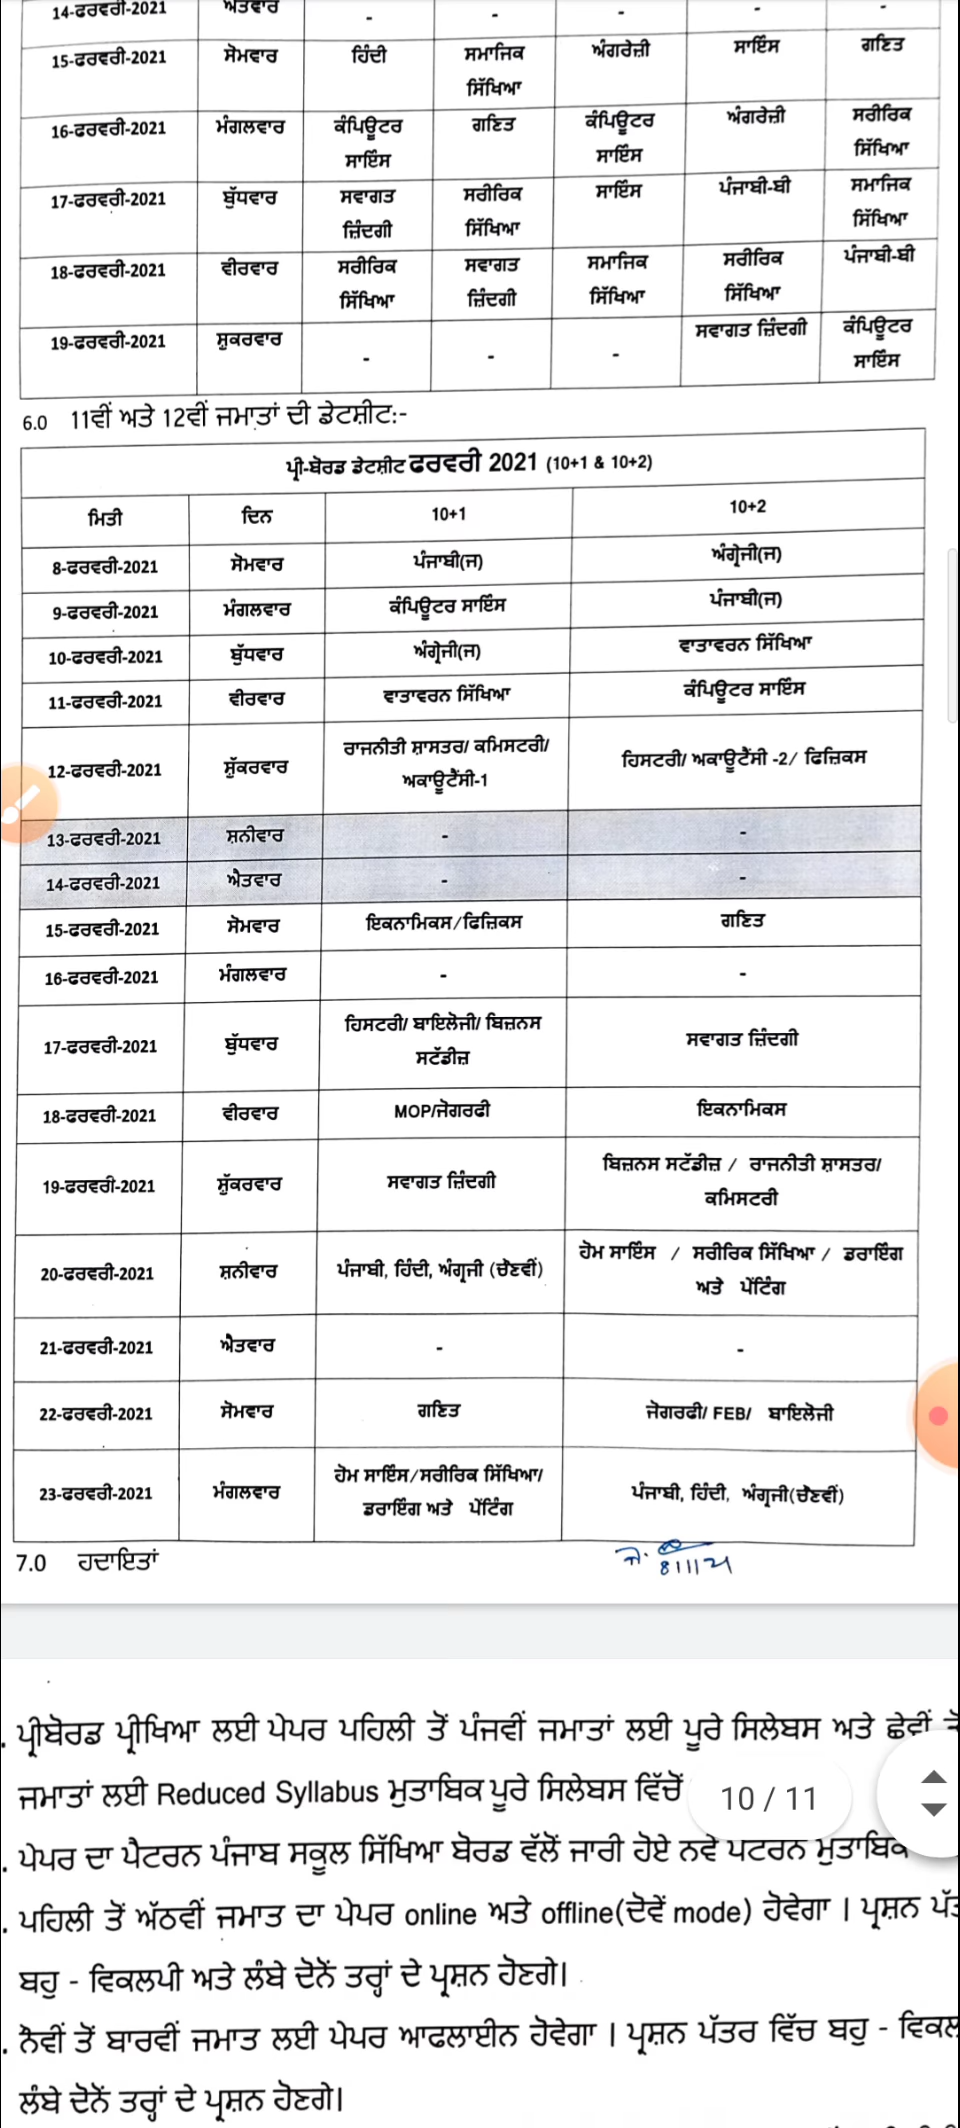 14-ਫਰਵਰੀ-2021 ਐਤਵਾਰ - - - - -
15-ਫਰਵਰੀ-2021 ਸੋਮਵਾਰ ਹਿੰਦੀ ਸਮਾਜਿਕ ਸਿੱਖਿਆ ਅੰਗਰੇਜ਼ੀ ਸਾਇੰਸ ਗਣਿਤ
16-ਫਰਵਰੀ-2021 ਮੰਗਲਵਾਰ ਕੰਪਿਊਟਰ ਸਾਇੰਸ ਗਣਿਤ ਕੰਪਿਊਟਰ ਸਾਇੰਸ ਅੰਗਰੇਜ਼ੀ ਸਰੀਰਿਕ ਸਿੱਖਿਆ
17-ਫਰਵਰੀ-2021 ਬੁੱਧਵਾਰ ਸਵਾਗਤ ਜ਼ਿੰਦਗੀ ਸਰੀਰਿਕ ਸਿੱਖਿਆ ਸਾਇੰਸ ਪੰਜਾਬੀ-ਬੀ ਸਮਾਜਿਕ ਸਿੱਖਿਆ
18-ਫਰਵਰੀ-2021 ਵੀਰਵਾਰ ਸਰੀਰਿਕ ਸਿੱਖਿਆ ਸਵਾਗਤ ਜ਼ਿੰਦਗੀ ਸਮਾਜਿਕ ਸਿੱਖਿਆ ਸਰੀਰਿਕ ਸਿੱਖਿਆ ਪੰਜਾਬੀ-ਬੀ
19-ਫਰਵਰੀ-2021 ਸ਼ੁਕਰਵਾਰ - - - ਸਵਾਗਤ ਜ਼ਿੰਦਗੀ ਕੰਪਿਊਟਰ ਸਾਇੰਸ
6.0 11ਵੀਂ ਅਤੇ 12ਵੀਂ ਜਮਾਤਾਂ ਦੀ ਡੇਟਸ਼ੀਟ:-
ਪ੍ਰੀ-ਬੋਰਡ ਡੇਟਸ਼ੀਟ ਫਰਵਰੀ 2021 (10+1 & 10+2)
ਮਿਤੀ ਦਿਨ 10+1 10+2
8-ਫਰਵਰੀ-2021 ਸੋਮਵਾਰ ਪੰਜਾਬੀ(ਜ) ਅੰਗ੍ਰੇਜੀ(ਜ)
9-ਫਰਵਰੀ-2021 ਮੰਗਲਵਾਰ ਕੰਪਿਊਟਰ ਸਾਇੰਸ ਪੰਜਾਬੀ(ਜ)
10-ਫਰਵਰੀ-2021 ਬੁੱਧਵਾਰ ਅੰਗ੍ਰੇਜੀ(ਜ) ਵਾਤਾਵਰਨ ਸਿੱਖਿਆ
11-ਫਰਵਰੀ-2021 ਵੀਰਵਾਰ ਵਾਤਾਵਰਨ ਸਿੱਖਿਆ ਕੰਪਿਊਟਰ ਸਾਇੰਸ
12-ਫਰਵਰੀ-2021 ਸ਼ੁੱਕਰਵਾਰ ਰਾਜਨੀਤੀ ਸ਼ਾਸਤਰ/ ਕਮਿਸਟਰੀ/ ਅਕਾਊਟੈਂਸੀ-1 ਹਿਸਟਰੀ/ ਅਕਾਊਟੈਂਸੀ -2/ ਫਿਜ਼ਿਕਸ
13-ਫਰਵਰੀ-2021 ਸ਼ਨੀਵਾਰ - -
14-ਫਰਵਰੀ-2021 ਐਤਵਾਰ - -
15-ਫਰਵਰੀ-2021 ਸੋਮਵਾਰ ਇਕਨਾਮਿਕਸ/ਫਿਜ਼ਿਕਸ ਗਣਿਤ
16-ਫਰਵਰੀ-2021 ਮੰਗਲਵਾਰ - -
17-ਫਰਵਰੀ-2021 ਬੁੱਧਵਾਰ ਹਿਸਟਰੀ/ ਬਾਇਲੋਜੀ/ ਬਿਜ਼ਨਸ ਸਟੱਡੀਜ਼ ਸਵਾਗਤ ਜ਼ਿੰਦਗੀ
18-ਫਰਵਰੀ-2021 ਵੀਰਵਾਰ MOP/ਜੋਗਰਫੀ ਇਕਨਾਮਿਕਸ
19-ਫਰਵਰੀ-2021 ਸ਼ੁੱਕਰਵਾਰ ਸਵਾਗਤ ਜ਼ਿੰਦਗੀ ਬਿਜ਼ਨਸ ਸਟੱਡੀਜ਼ / ਰਾਜਨੀਤੀ ਸ਼ਾਸਤਰ/ ਕਮਿਸਟਰੀ
20-ਫਰਵਰੀ-2021 ਸ਼ਨੀਵਾਰ ਪੰਜਾਬੀ, ਹਿੰਦੀ, ਅੰਗ੍ਰਜੀ (ਚੋਣਵੀਂ) ਹੋਮ ਸਾਇੰਸ / ਸਰੀਰਿਕ ਸਿੱਖਿਆ / ਡਰਾਇੰਗ ਅਤੇ ਪੇਂਟਿੰਗ
21-ਫਰਵਰੀ-2021 ਐਤਵਾਰ - -
22-ਫਰਵਰੀ-2021 ਸੋਮਵਾਰ ਗਣਿਤ ਜੋਗਰਫੀ/ FEB/ ਬਾਇਲੋਜੀ
23-ਫਰਵਰੀ-2021 ਮੰਗਲਵਾਰ ਹੋਮ ਸਾਇੰਸ/ਸਰੀਰਿਕ ਸਿੱਖਿਆ/ ਡਰਾਇੰਗ ਅਤੇ ਪੇਂਟਿੰਗ ਪੰਜਾਬੀ, ਹਿੰਦੀ, ਅੰਗ੍ਰਜੀ(ਚੋਣਵੀਂ)
7.0 ਹਦਾਇਤਾਂ
8/1/21
. ਪ੍ਰੀਬੋਰਡ ਪ੍ਰੀਖਿਆ ਲਈ ਪੇਪਰ ਪਹਿਲੀ ਤੋਂ ਪੰਜਵੀਂ ਜਮਾਤਾਂ ਲਈ ਪੂਰੇ ਸਿਲੇਬਸ ਅਤੇ ਛੇਵੀਂ
ਜਮਾਤਾਂ ਲਈ Reduced Syllabus ਮੁਤਾਬਿਕ ਪੂਰੇ ਸਿਲੇਬਸ ਵਿੱਚੋਂ
10 / 11
. ਪੇਪਰ ਦਾ ਪੈਟਰਨ ਪੰਜਾਬ ਸਕੂਲ ਸਿੱਖਿਆ ਬੋਰਡ ਵੱਲੋਂ ਜਾਰੀ ਹੋਏ ਨਵੇ ਪੈਟਰਨ ਮੁਤਾਬਿਕ
. ਪਹਿਲੀ ਤੋਂ ਅੱਠਵੀਂ ਜਮਾਤ ਦਾ ਪੇਪਰ online ਅਤੇ offline(ਦੋਵੇਂ mode) ਹੋਵੇਗਾ । ਪ੍ਰਸ਼ਨ
ਬਹੁ - ਵਿਕਲਪੀ ਅਤੇ ਲੰਬੇ ਦੋਨੋਂ ਤਰ੍ਹਾਂ ਦੇ ਪ੍ਰਸ਼ਨ ਹੋਣਗੇ।
. ਨੌਵੀਂ ਤੋਂ ਬਾਰਵੀਂ ਜਮਾਤ ਲਈ ਪੇਪਰ ਆਫਲਾਈਨ ਹੋਵੇਗਾ । ਪ੍ਰਸ਼ਨ ਪੱਤਰ ਵਿੱਚ ਬਹੁ -
ਲੰਬੇ ਦੋਨੋਂ ਤਰ੍ਹਾਂ ਦੇ ਪ੍ਰਸ਼ਨ ਹੋਣਗੇ।